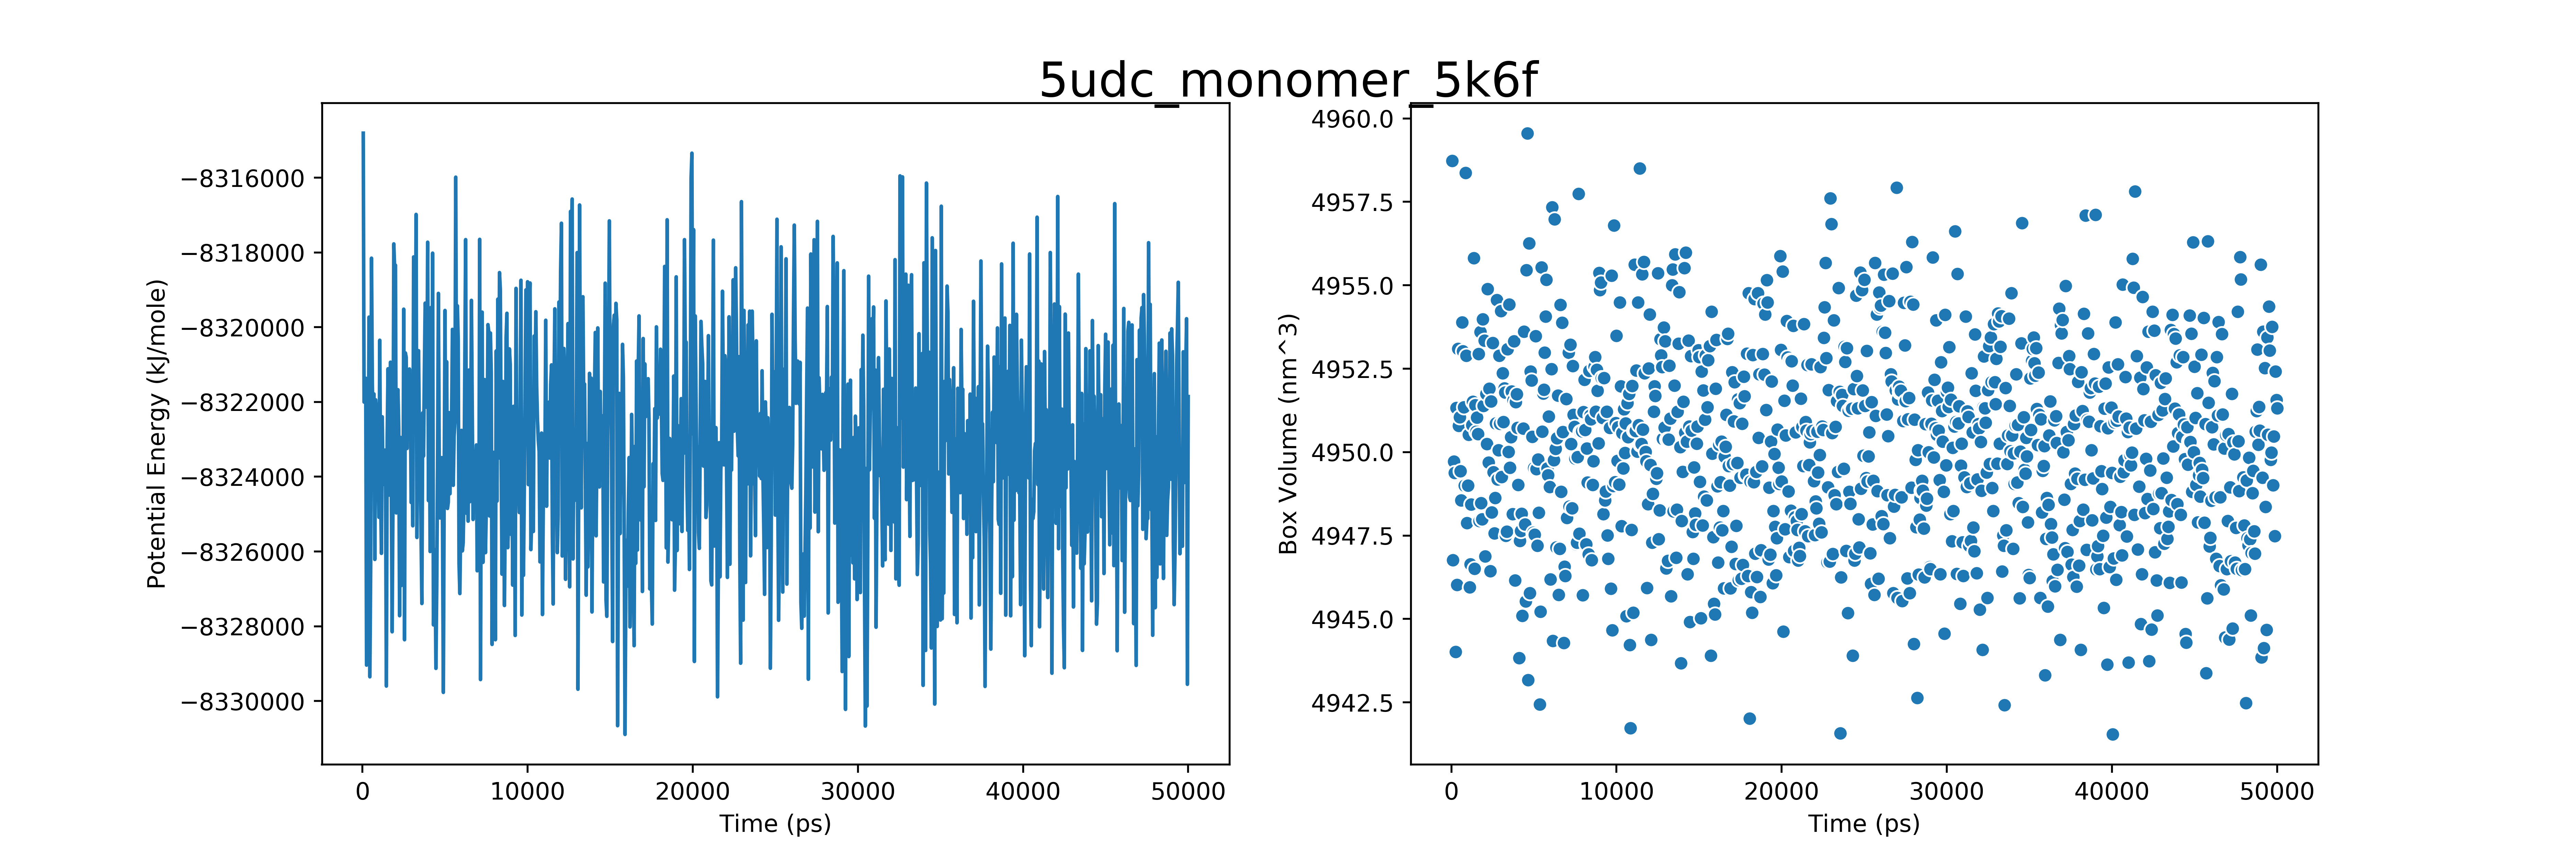 5udc_monomer_5k6f
Potential Energy (kJ/mole)
−8316000
−8318000
−8320000
−8322000
−8324000
−8326000
−8328000
−8330000
0 10000 20000 30000 40000 50000
Time (ps)
Box Volume (nm^3)
4960.0
4957.5
4955.0
4952.5
4950.0
4947.5
4945.0
4942.5
0 10000 20000 30000 40000 50000
Time (ps)